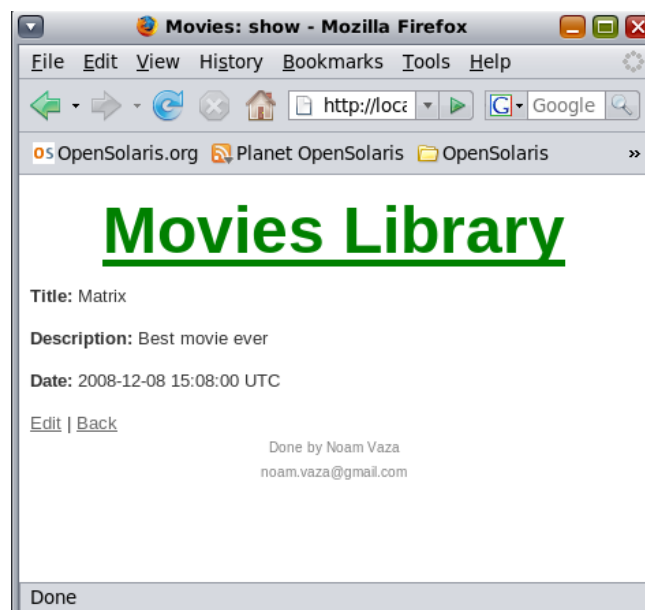 Movies: show - Mozilla Firefox
File Edit View History Bookmarks Tools Help
http://loca G Google
OS OpenSolaris.org Planet OpenSolaris OpenSolaris »
Movies Library
Title: Matrix
Description: Best movie ever
Date: 2008-12-08 15:08:00 UTC
Edit | Back
Done by Noam Vaza
noam.vaza@gmail.com
Done